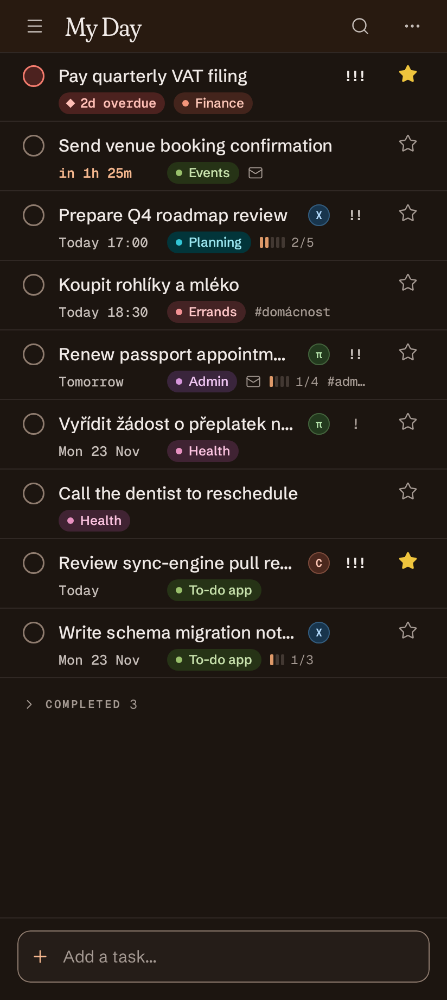 My Day
Pay quarterly VAT filing !!!
2d overdue Finance
Send venue booking confirmation
in 1h 25m Events
Prepare Q4 roadmap review X !!
Today 17:00 Planning 2/5
Koupit rohlíky a mléko
Today 18:30 Errands #domácnost
Renew passport appointm… π !!
Tomorrow Admin 1/4 #adm…
Vyřídit žádost o přeplatek n… π !
Mon 23 Nov Health
Call the dentist to reschedule
Health
Review sync-engine pull re… C !!!
Today To-do app
Write schema migration not… X
Mon 23 Nov To-do app 1/3
COMPLETED 3
Add a task…